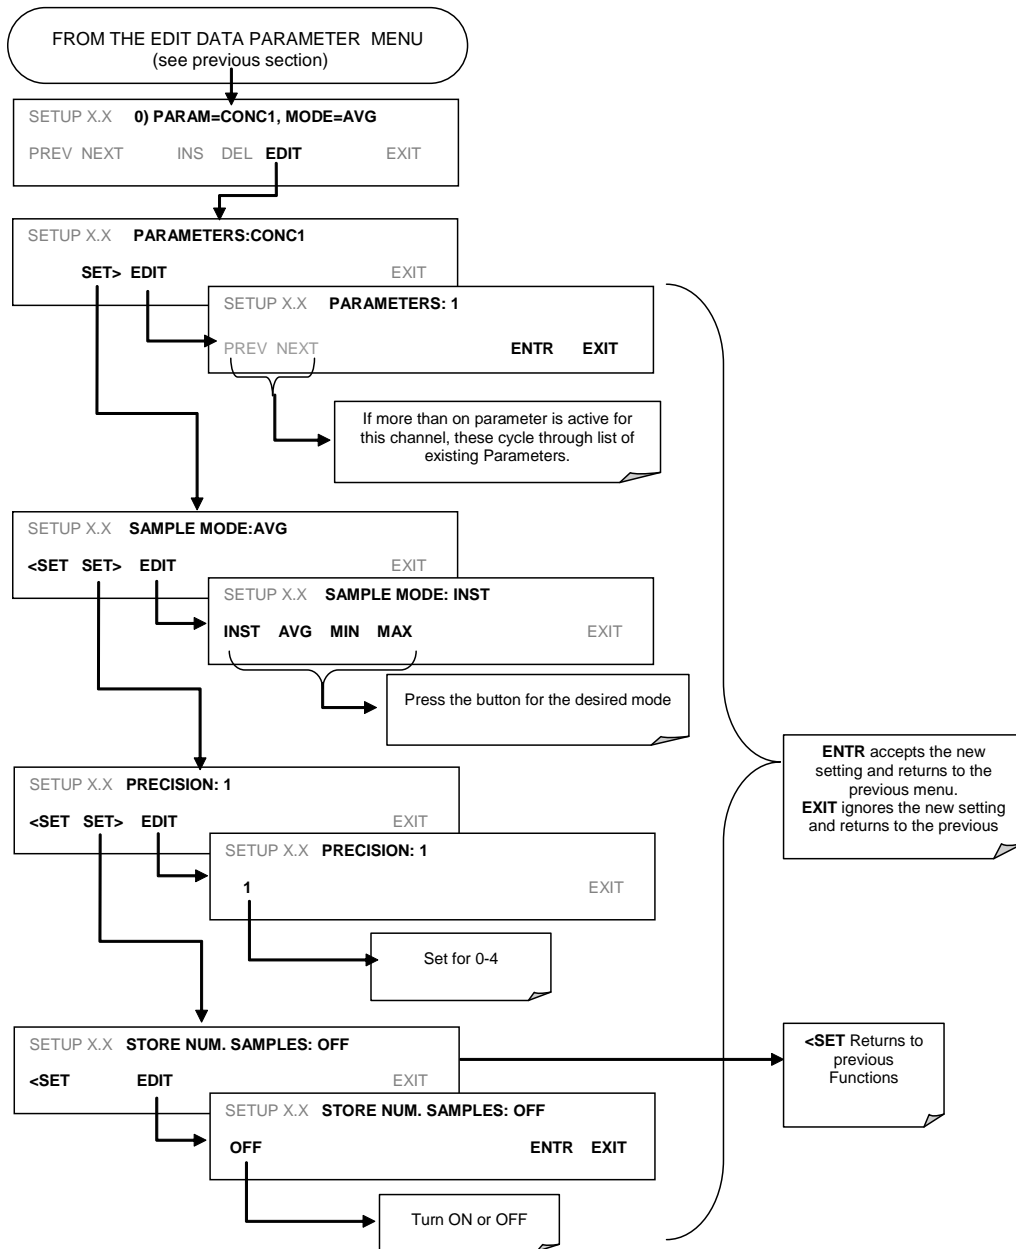 FROM THE EDIT DATA PARAMETER MENU
(see previous section)
SETUP X.X 0) PARAM=CONC1, MODE=AVG
PREV NEXT INS DEL EDIT EXIT
SETUP X.X PARAMETERS:CONC1
SET> EDIT EXIT
SETUP X.X PARAMETERS: 1
PREV NEXT ENTR EXIT
If more than on parameter is active for
this channel, these cycle through list of
existing Parameters.
SETUP X.X SAMPLE MODE:AVG
<SET SET> EDIT EXIT
SETUP X.X SAMPLE MODE: INST
INST AVG MIN MAX EXIT
Press the button for the desired mode
ENTR accepts the new
setting and returns to the
previous menu.
EXIT ignores the new setting
and returns to the previous
SETUP X.X PRECISION: 1
<SET SET> EDIT EXIT
SETUP X.X PRECISION: 1
1 EXIT
Set for 0-4
SETUP X.X STORE NUM. SAMPLES: OFF
<SET EDIT EXIT
<SET Returns to
previous
Functions
SETUP X.X STORE NUM. SAMPLES: OFF
OFF ENTR EXIT
Turn ON or OFF